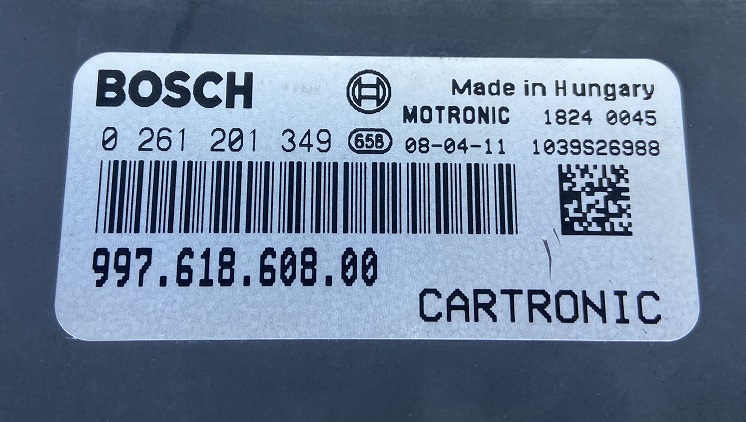 BOSCH Made in Hungary
MOTRONIC 1824 0045
0 261 201 349 658 08-04-11 1039S26988
997.618.608.00
CARTRONIC